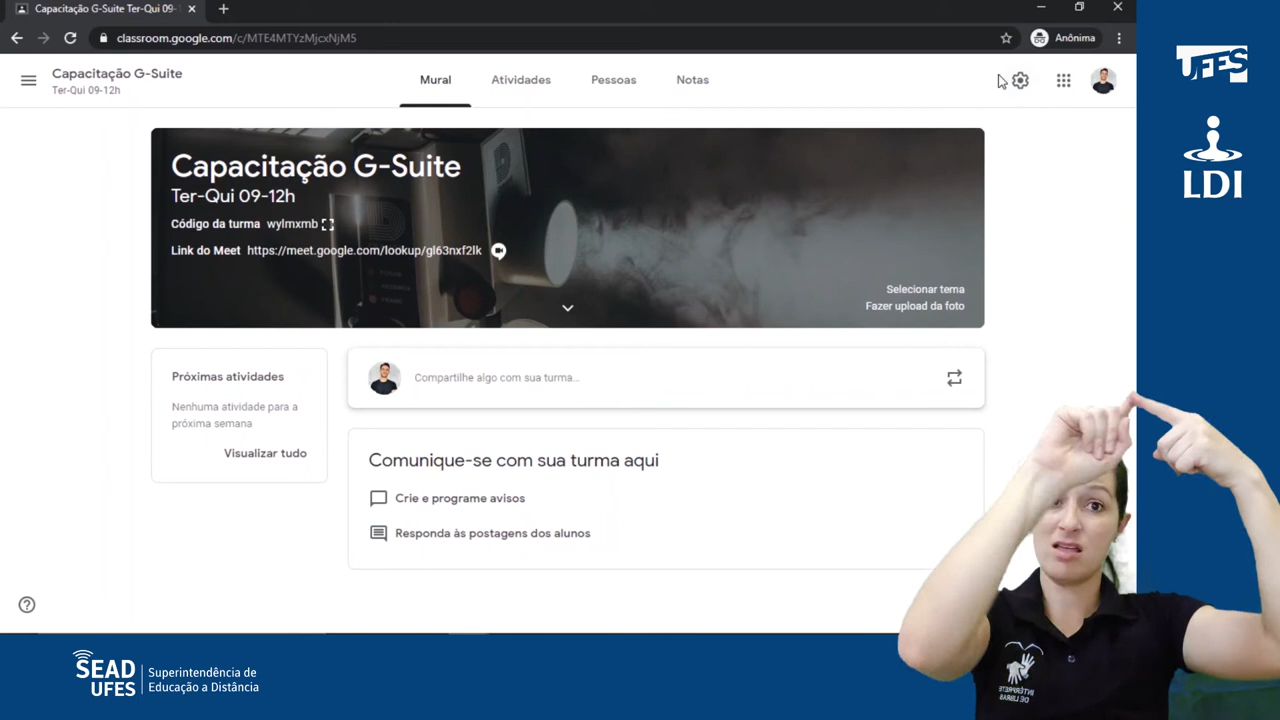 Capacitação G-Suite Ter-Qui 09-1
classroom.google.com/c/MTE4MTYzMjcxNjM5
Anônima
Capacitação G-Suite
Ter-Qui 09-12h
Mural
Atividades
Pessoas
Notas
UFES
LDI
Capacitação G-Suite
Ter-Qui 09-12h
Código da turma wylmxmb
Link do Meet https://meet.google.com/lookup/gl63nxf2lk
Selecionar tema
Fazer upload da foto
Próximas atividades
Nenhuma atividade para a
próxima semana
Visualizar tudo
Compartilhe algo com sua turma...
Comunique-se com sua turma aqui
Crie e programe avisos
Responda às postagens dos alunos
INTÉRPRETE
DE LIBRAS
SEAD
UFES
Superintendência de
Educação a Distância